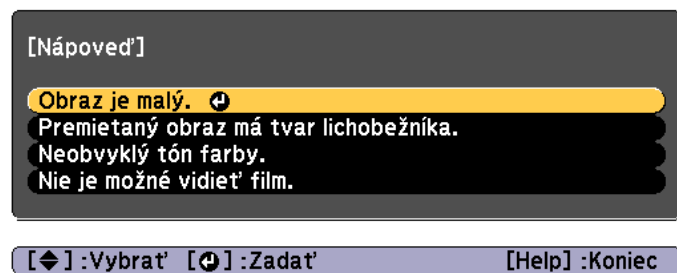 [Nápoveď]
Obraz je malý.
Premietaný obraz má tvar lichobežníka.
Neobvyklý tón farby.
Nie je možné vidieť film.
[◆] :Vybrať [↵] :Zadať [Help] :Koniec